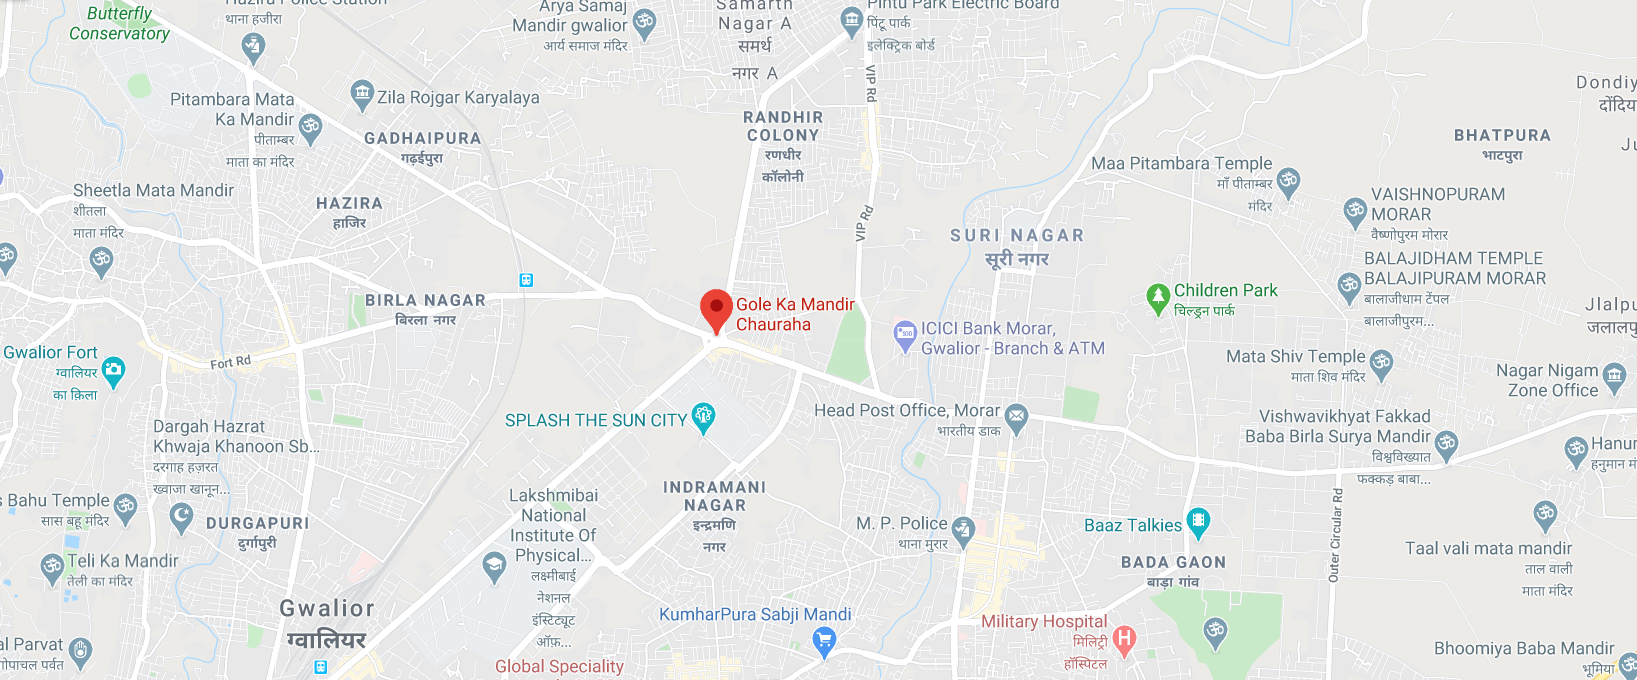 Butterfly
Conservatory
Hazira Police Station
थाना हजीरा
Arya Samaj
Mandir gwalior
आर्य समाज मंदिर
Samarth
Nagar A
समर्थ
नगर A
Pintu Park Electric Board
पिंटू पार्क
इलेक्ट्रिक बोर्ड
VIP Rd
Dondiy
दोंदिय
Pitambara Mata
Ka Mandir
पीताम्बर
माता का मंदिर
Zila Rojgar Karyalaya
GADHAIPURA
गढ़ईपुरा
RANDHIR
COLONY
रणधीर
कॉलोनी
BHATPURA
भाटपुरा
Ju
Maa Pitambara Temple
माँ पीताम्बर
मंदिर
Sheetla Mata Mandir
शीतला
माता मंदिर
HAZIRA
हाजिर
VIP Rd
SURI NAGAR
सूरी नगर
VAISHNOPURAM
MORAR
वैष्णोपुरम मोरार
BALAJIDHAM TEMPLE
BALAJIPURAM MORAR
बालाजीधाम टेंपल
बालाजीपुरम...
BIRLA NAGAR
बिरला नगर
Gole Ka Mandir
Chauraha
Children Park
चिल्ड्रन पार्क
Jlalpu
जलालपु
ICICI Bank Morar,
Gwalior - Branch & ATM
Gwalior Fort
ग्वालियर
का क़िला
Fort Rd
Mata Shiv Temple
माता शिव मंदिर
Nagar Nigam
Zone Office
SPLASH THE SUN CITY
Head Post Office, Morar
भारतीय डाक
Vishwavikhyat Fakkad
Baba Birla Surya Mandir
विश्वविख्यात
फक्कड़ बाबा...
Hanur
हनुमान मं
Dargah Hazrat
Khwaja Khanoon Sb...
दरगाह हज़रत
ख्वाजा खानून...
s Bahu Temple
सास बहू मंदिर
DURGAPURI
दुर्गापुरी
Lakshmibai
National
Institute Of
Physical...
लक्ष्मीबाई
नेशनल
इंस्टिट्यूट
ऑफ़...
INDRAMANI
NAGAR
इन्द्रमणि
नगर
M. P. Police
थाना मुरार
Baaz Talkies
Outer Circular Rd
Taal vali mata mandir
ताल वाली
माता मंदिर
Teli Ka Mandir
तेली का मंदिर
BADA GAON
बाड़ा गांव
Gwalior
ग्वालियर
KumharPura Sabji Mandi
Military Hospital
मिलिट्री
हॉस्पिटल
al Parvat
गोपाचल पर्वत
Global Speciality
Bhoomiya Baba Mandir
भूमिया